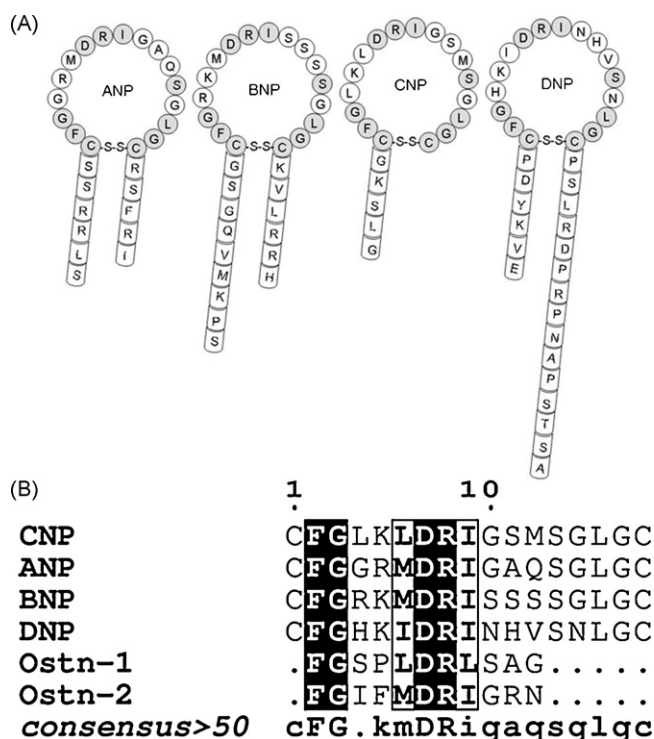 (A)
ANP
C F G G R M D R I G A Q S G L G C
S S
S S R R L S
R S F R I
BNP
C F G R K M D R I S S S S G L G C
S S
G S G Q V M K P S
K V L R R H
CNP
C F G L K L D R I G S M S G L G C
S S
G K S L G
DNP
C F G H K I D R I N H V S N L G C
S S
P D Y K V E
P S L R D P R P N A P S T S A
(B)
1 10
. .
CNP CFGLKLDRIGSMSGLGC
ANP CFGGRMDRIGAQSGLGC
BNP CFGRKMDRISSSSGLGC
DNP CFGHKIDRINHVSNLGC
Ostn-1 .FGSPLDRLSAG.....
Ostn-2 .FGIFMDRIGRN.....
consensus>50 cFG.kmDRigaqsglgc